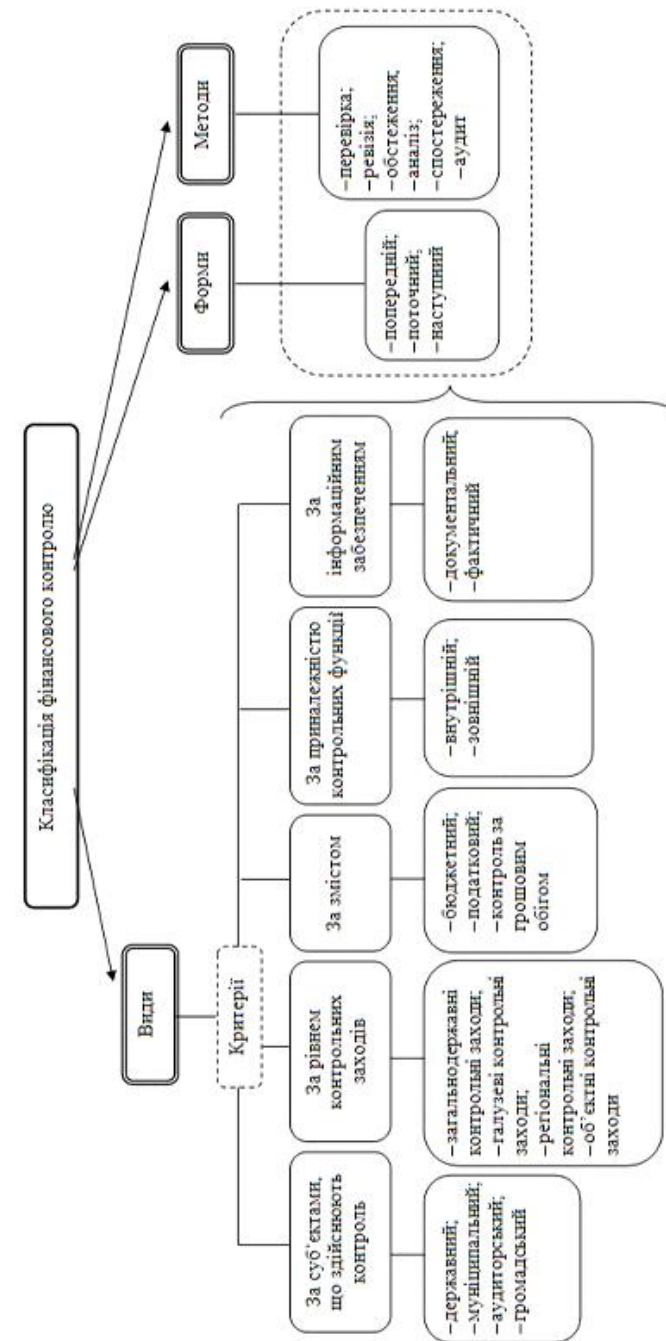 Класифікація фінансового контролю
Види
Форми
Методи
Критерії
За суб’єктами,
що здійснюють
контроль
За рівнем
контрольних
заходів
За змістом
За приналежністю
контрольних функції
За
інформаційним
забезпеченням
–державний;
–муніципальний;
–аудиторський;
–громадський
–загальнодержавні
контрольні заходи;
–галузеві контрольні
заходи;
–регіональні
контрольні заходи;
–об’єктні контрольні
заходи
–бюджетний;
–податковий;
–контроль за
грошовим
обігом
–внутрішній;
–зовнішній
–документальний;
–фактичний
–попередній;
–поточний;
–наступний
–перевірка;
–ревізія;
–обстеження;
–аналіз;
–спостереження;
–аудит